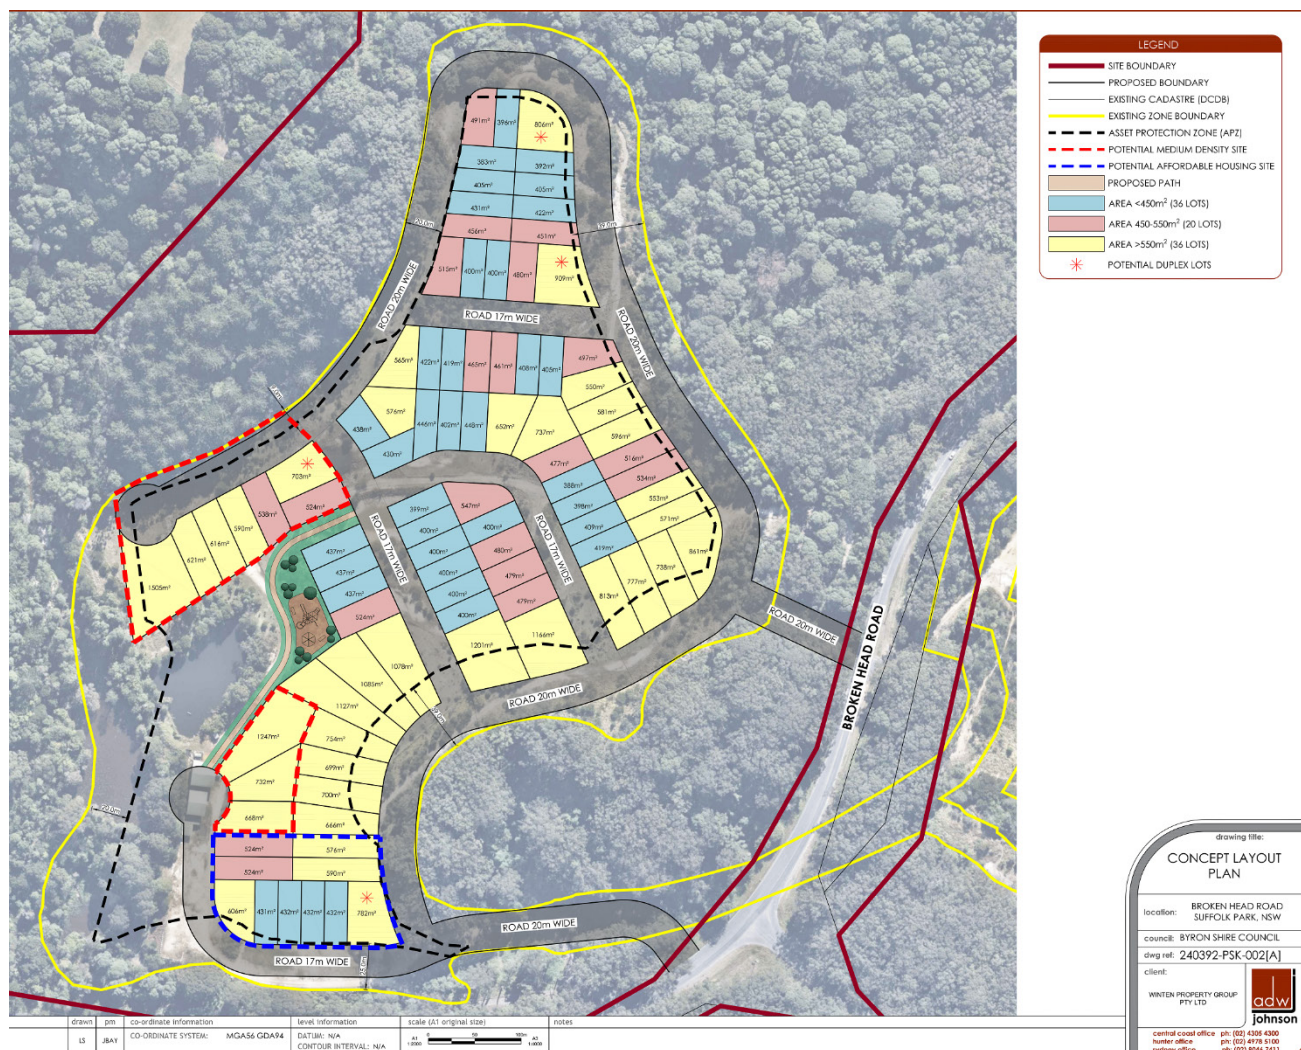 LEGEND
SITE BOUNDARY
PROPOSED BOUNDARY
EXISTING CADASTRE (DCDB)
EXISTING ZONE BOUNDARY
ASSET PROTECTION ZONE (APZ)
POTENTIAL MEDIUM DENSITY SITE
POTENTIAL AFFORDABLE HOUSING SITE
PROPOSED PATH
AREA <450m² (36 LOTS)
AREA 450-550m² (20 LOTS)
AREA >550m² (36 LOTS)
POTENTIAL DUPLEX LOTS
491m²
396m²
806m²
383m²
392m²
405m²
405m²
431m²
422m²
456m²
451m²
20.0m
515m²
400m²
400m²
480m²
909m²
ROAD 20m WIDE
ROAD 17m WIDE
ROAD 20m WIDE
565m²
422m²
419m²
465m²
461m²
408m²
405m²
497m²
550m²
581m²
596m²
576m²
438m²
446m²
402m²
445m²
652m²
737m²
430m²
477m²
516m²
534m²
553m²
571m²
388m²
398m²
409m²
419m²
861m²
738m²
777m²
813m²
703m²
524m²
538m²
590m²
616m²
621m²
1505m²
399m²
547m²
400m²
400m²
400m²
480m²
400m²
479m²
400m²
479m²
400m²
1201m²
1166m²
ROAD 17m WIDE
ROAD 17m WIDE
437m²
437m²
437m²
524m²
1078m²
1085m²
1127m²
ROAD 20m WIDE
ROAD 20m WIDE
BROKEN HEAD ROAD
1247m²
754m²
699m²
732m²
700m²
668m²
666m²
524m²
576m²
524m²
590m²
606m²
431m²
432m²
432m²
432m²
782m²
ROAD 20m WIDE
ROAD 17m WIDE
drawing title:
CONCEPT LAYOUT
PLAN
location:
BROKEN HEAD ROAD
SUFFOLK PARK, NSW
council: BYRON SHIRE COUNCIL
dwg ref: 240392-PSK-002[A]
client:
WINTEN PROPERTY GROUP
PTY LTD
adw
johnson
central coast office ph: (02) 4305 4300
hunter office ph: (02) 4978 5100
drawn
pm
co-ordinate information
level information
scale (A1 original size)
notes
LS
JBAY
CO-ORDINATE SYSTEM: MGA56 GDA94
DATUM: N/A
CONTOUR INTERVAL: N/A